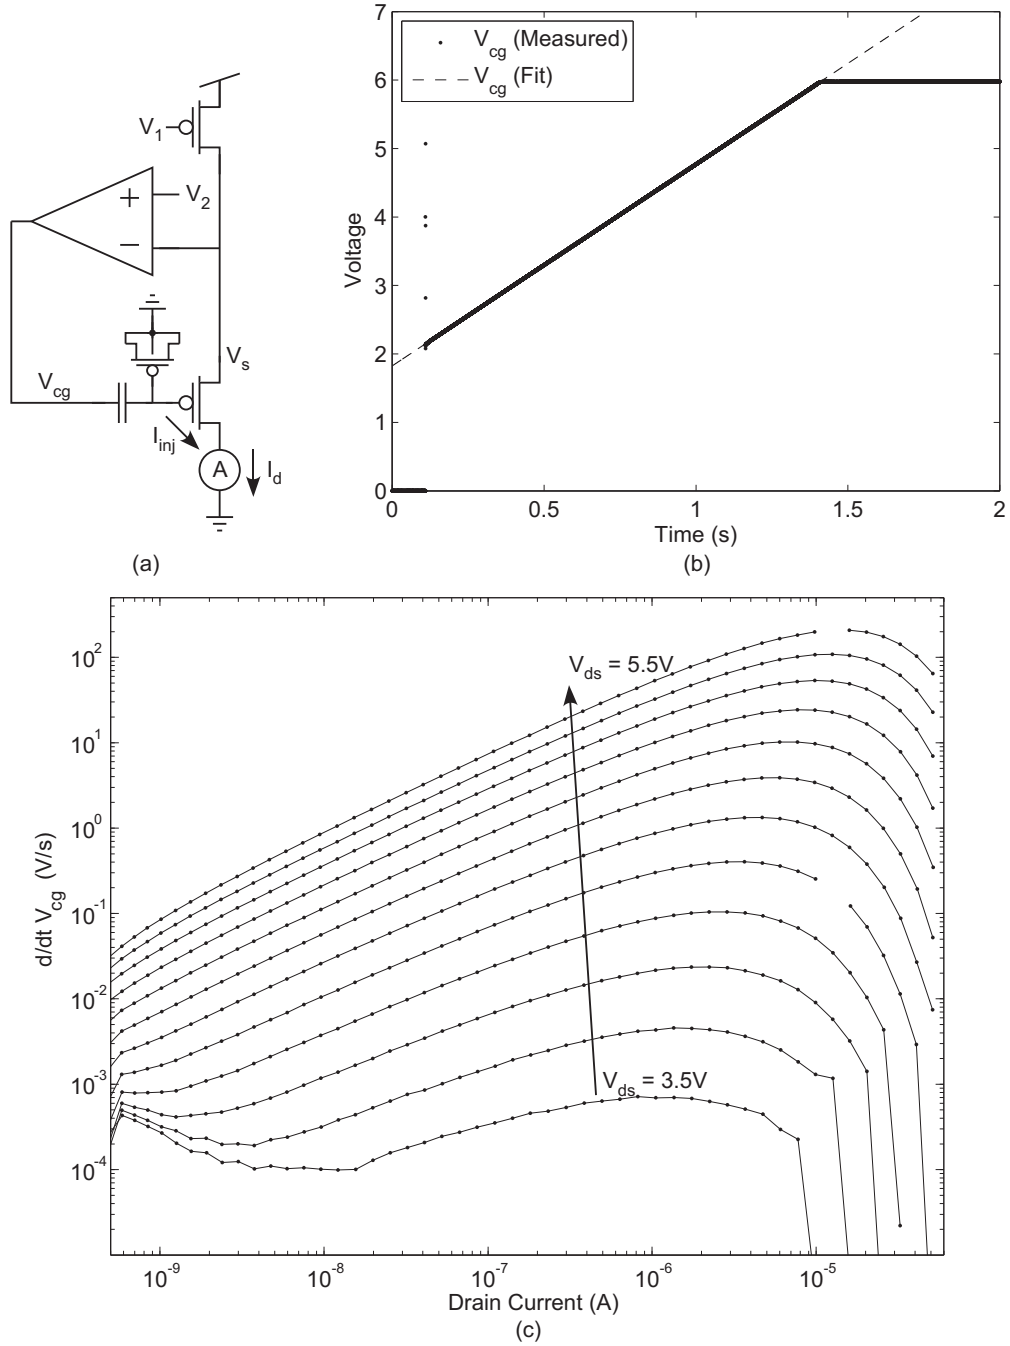 V1
+
V2
−
Vs
Vcg
Iinj
A
Id
(a)
Vcg (Measured)
Vcg (Fit)
7
6
5
4
3
2
1
0
Voltage
0 0.5 1 1.5 2
Time (s)
(b)
10^2
10^1
10^0
10^-1
10^-2
10^-3
10^-4
d/dt Vcg (V/s)
Vds = 5.5V
Vds = 3.5V
10^-9 10^-8 10^-7 10^-6 10^-5
Drain Current (A)
(c)